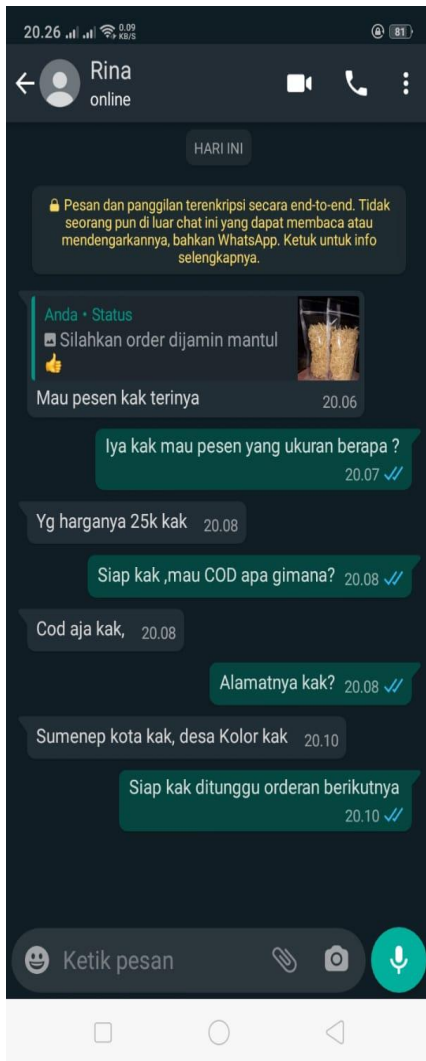 20.26 0.09 KB/S 81
Rina
online
HARI INI
Pesan dan panggilan terenkripsi secara end-to-end. Tidak
seorang pun di luar chat ini yang dapat membaca atau
mendengarkannya, bahkan WhatsApp. Ketuk untuk info
selengkapnya.
Anda • Status
Silahkan order dijamin mantul
👍
Mau pesen kak terinya 20.06
Iya kak mau pesen yang ukuran berapa ?
20.07
Yg harganya 25k kak 20.08
Siap kak ,mau COD apa gimana? 20.08
Cod aja kak, 20.08
Alamatnya kak? 20.08
Sumenep kota kak, desa Kolor kak 20.10
Siap kak ditunggu orderan berikutnya
20.10
Ketik pesan